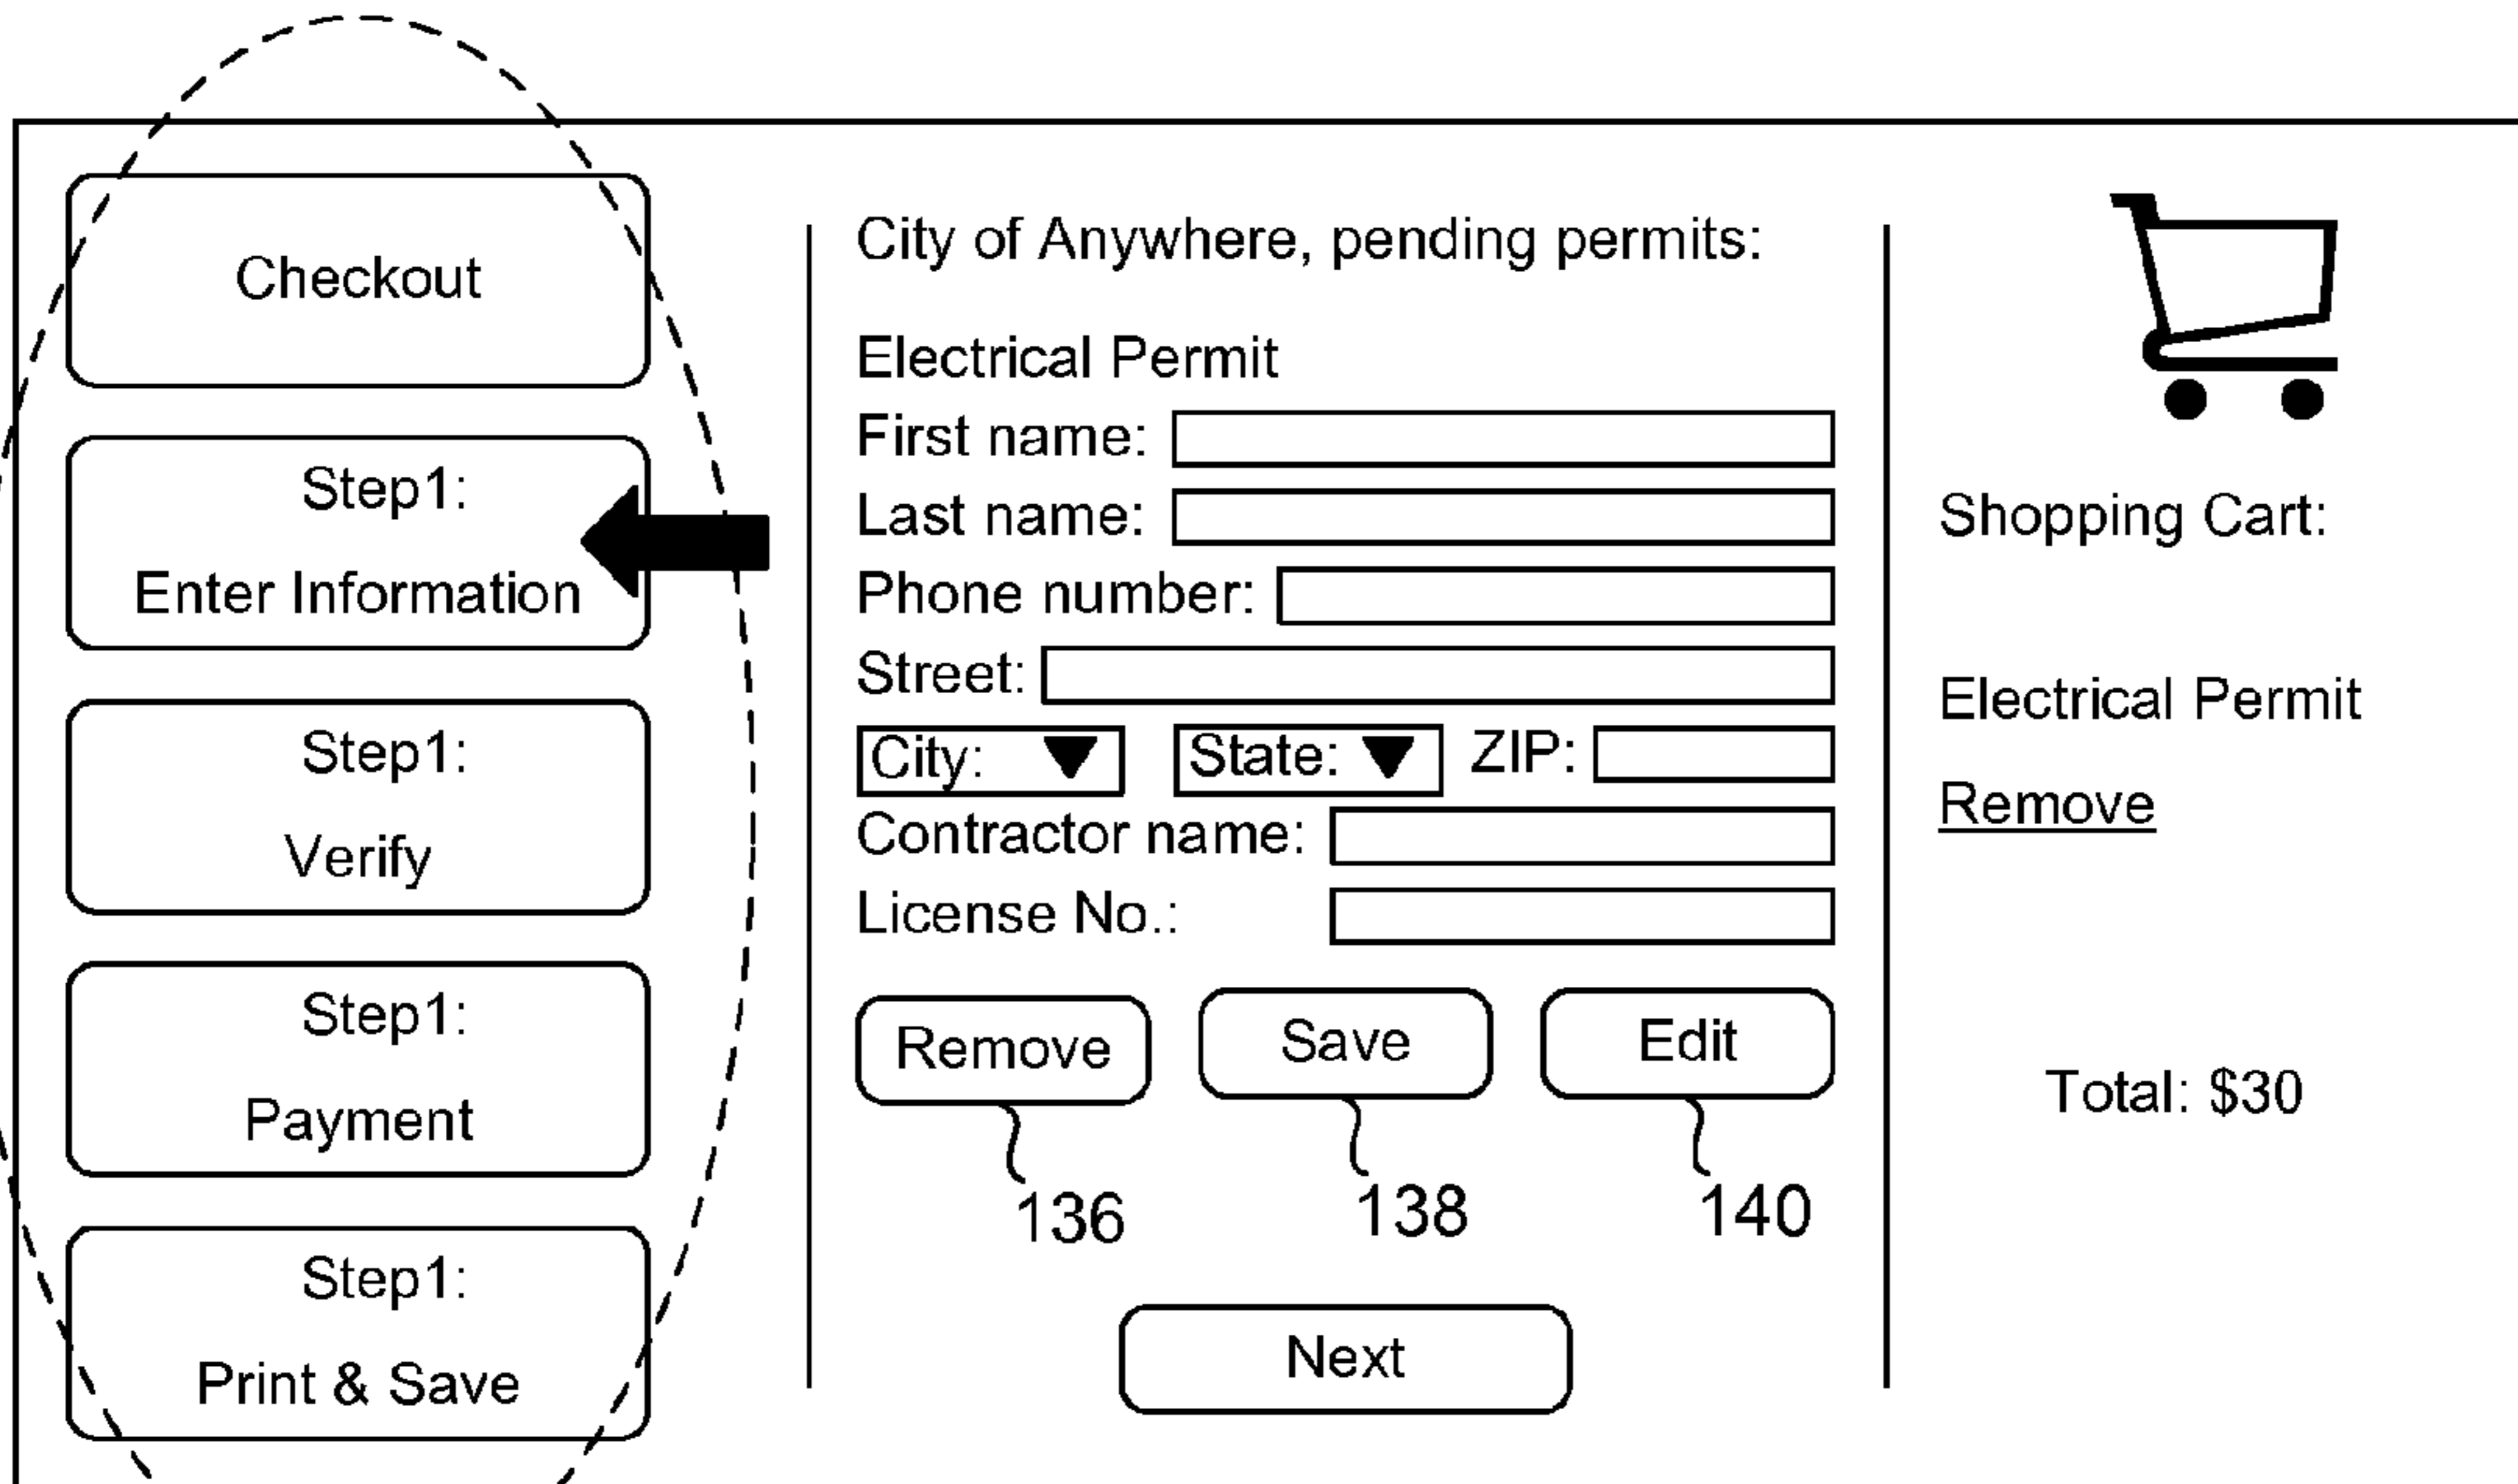 Checkout
Step1:
Enter Information
Step1:
Verify
Step1:
Payment
Step1:
Print & Save
City of Anywhere, pending permits:
Electrical Permit
First name:
Last name:
Phone number:
Street:
City: State: ZIP:
Contractor name:
License No.:
Remove Save Edit
136 138 140
Next
Shopping Cart:
Electrical Permit
Remove
Total: $30